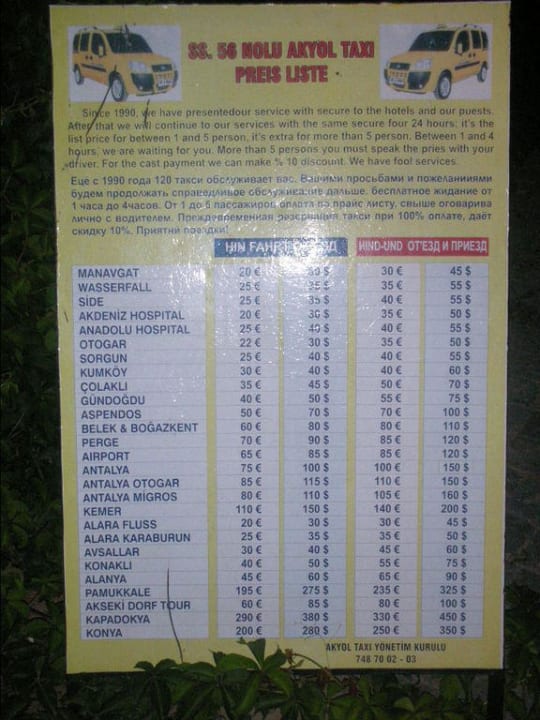 SS. 56 NOLU AKYOL TAXI
PREIS LISTE
Since 1990, we have presentedour service with secure to the hotels and our puests.
After that we will continue to our services with the same secure four 24 hours; it's the
list price for between 1 and 5 person, it's extra for more than 5 person. Between 1 and 4
hours, we are waiting for you. More than 5 persons you must speak the pries with your
driver. For the cast payment we can make % 10 discount. We have fool services.
Ещё с 1990 года 120 такси обслуживает вас. Вашими просьбами и пожеланиями
будем продолжать справедливое обслуживание дальше. бесплатное жидание от
1 часа до 4часов. От 1 до 5 пассажиров оплата по прайс листу, свыше оговарива
лично с водителем. Преждевременная резервация такси при 100% оплате, даёт
скидку 10%. Приятни поездки!
HIN FAHRT HIND-UND ОТ'ЕЗД И ПРИЕЗД
MANAVGAT 20 € 30 $ 30 € 45 $
WASSERFALL 25 € 35 $ 35 € 55 $
SİDE 25 € 35 $ 40 € 55 $
AKDENİZ HOSPITAL 20 € 30 $ 35 € 50 $
ANADOLU HOSPITAL 25 € 40 $ 40 € 55 $
OTOGAR 22 € 30 $ 35 € 50 $
SORGUN 25 € 40 $ 40 € 55 $
KUMKÖY 30 € 40 $ 40 € 60 $
ÇOLAKLI 35 € 45 $ 50 € 70 $
GÜNDOĞDU 40 € 50 $ 55 € 75 $
ASPENDOS 50 € 70 $ 70 € 100 $
BELEK & BOĞAZKENT 60 € 80 $ 80 € 110 $
PERGE 70 € 90 $ 85 € 120 $
AIRPORT 65 € 85 $ 85 € 120 $
ANTALYA 75 € 100 $ 100 € 150 $
ANTALYA OTOGAR 85 € 115 $ 110 € 150 $
ANTALYA MİGROS 80 € 110 $ 105 € 160 $
KEMER 110 € 150 $ 140 € 200 $
ALARA FLUSS 20 € 30 $ 30 € 45 $
ALARA KARABURUN 25 € 35 $ 35 € 50 $
AVSALLAR 30 € 40 $ 45 € 60 $
KONAKLI 40 € 50 $ 55 € 75 $
ALANYA 45 € 60 $ 65 € 90 $
PAMUKKALE 195 € 275 $ 235 € 325 $
AKSEKİ DORF TOUR 60 € 85 $ 80 € 100 $
KAPADOKYA 290 € 380 $ 330 € 450 $
KONYA 200 € 280 $ 250 € 350 $
AKYOL TAXI YÖNETİM KURULU
748 70 02 - 03